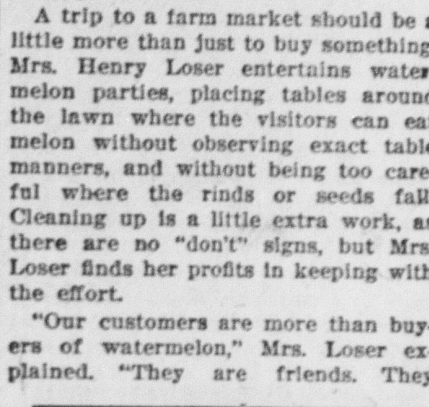 A trip to a farm market should be a
little more than just to buy something
Mrs. Henry Loser entertains water
melon parties, placing tables around
the lawn where the visitors can eat
melon without observing exact table
manners, and without being too care
ful where the rinds or seeds fall
Cleaning up is a little extra work, as
there are no "don't" signs, but Mrs.
Loser finds her profits in keeping with
the effort.
"Our customers are more than buy-
ers of watermelon," Mrs. Loser ex-
plained. "They are friends. They